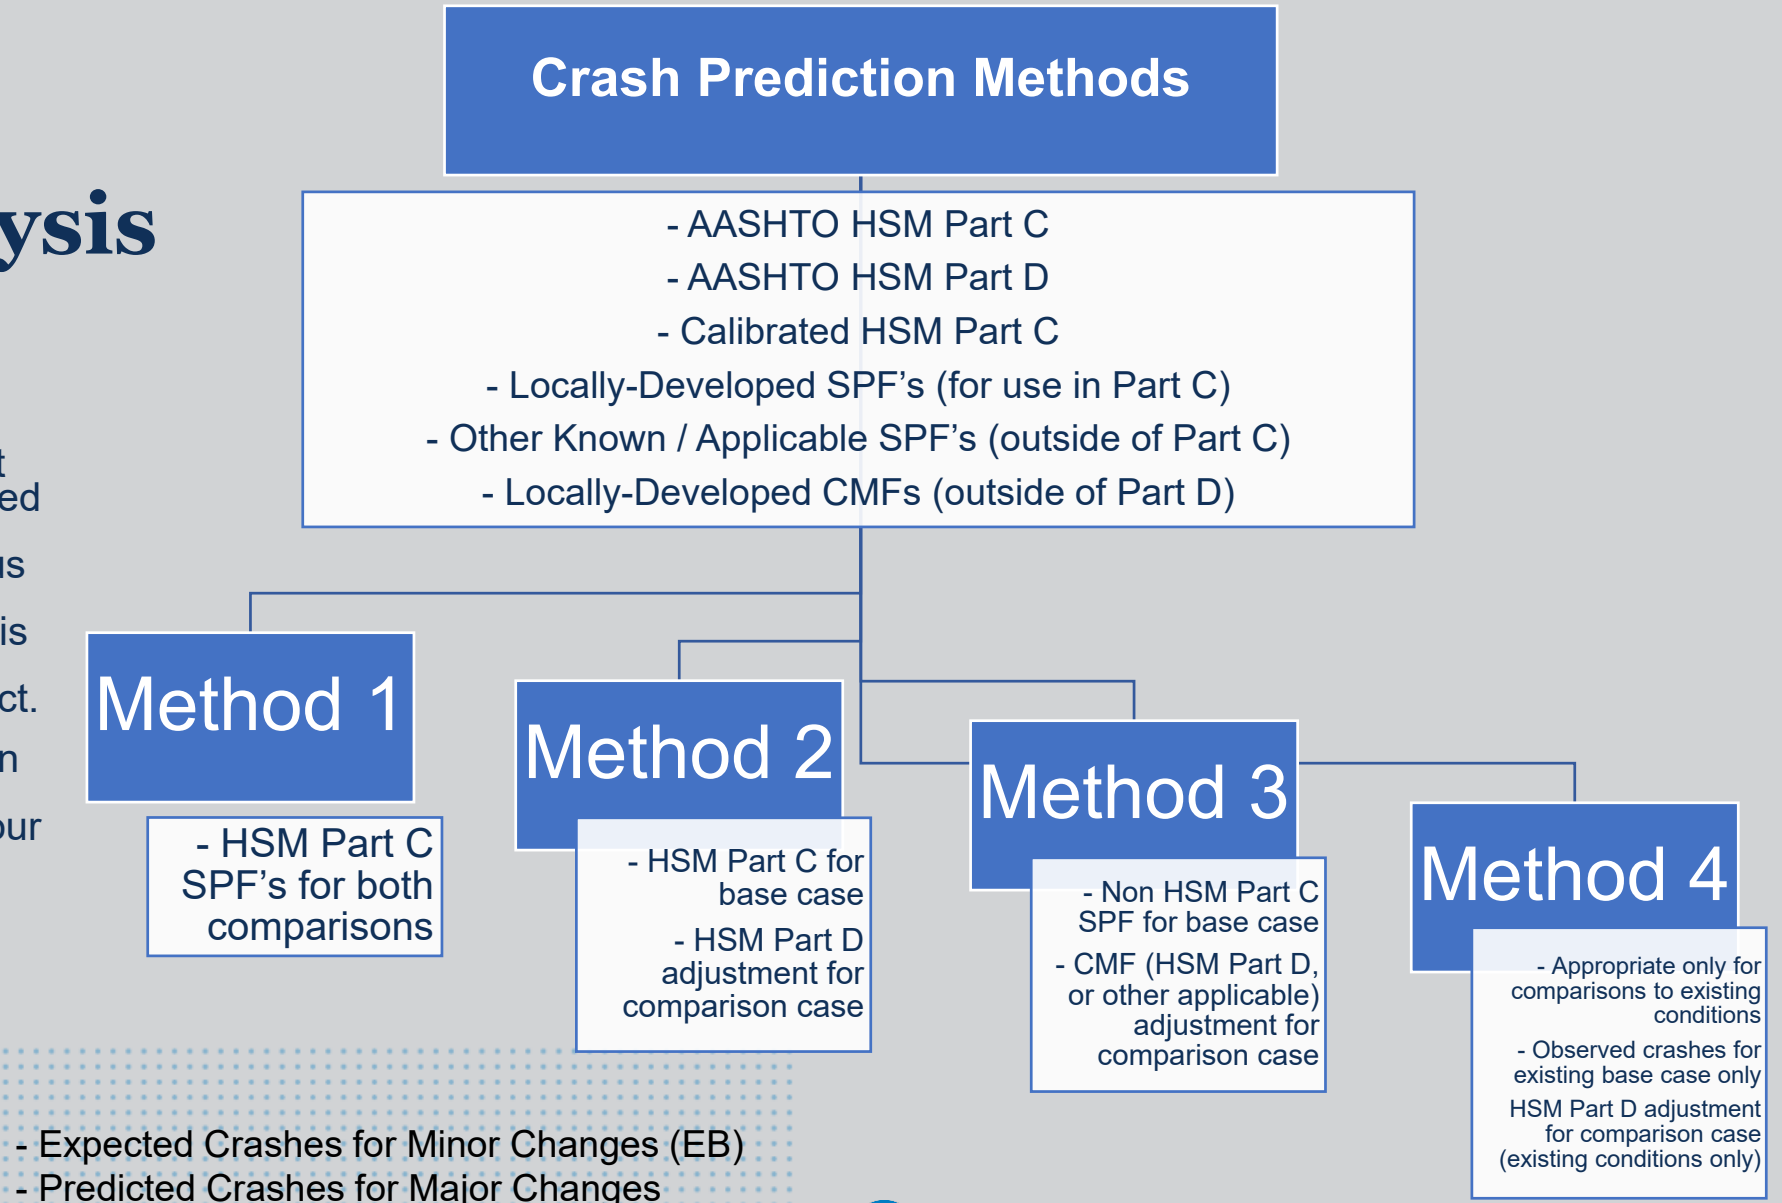 Crash Prediction Methods
- AASHTO HSM Part C
- AASHTO HSM Part D
- Calibrated HSM Part C
- Locally-Developed SPF’s (for use in Part C)
- Other Known / Applicable SPF’s (outside of Part C)
- Locally-Developed CMFs (outside of Part D)
ysis
t
ed
us
is
ct.
n
our
Method 1
- HSM Part C
SPF’s for both
comparisons
Method 2
- HSM Part C for
base case
- HSM Part D
adjustment for
comparison case
Method 3
- Non HSM Part C
SPF for base case
- CMF (HSM Part D,
or other applicable)
adjustment for
comparison case
Method 4
- Appropriate only for
comparisons to existing
conditions
- Observed crashes for
existing base case only
HSM Part D adjustment
for comparison case
(existing conditions only)
- Expected Crashes for Minor Changes (EB)
- Predicted Crashes for Major Changes